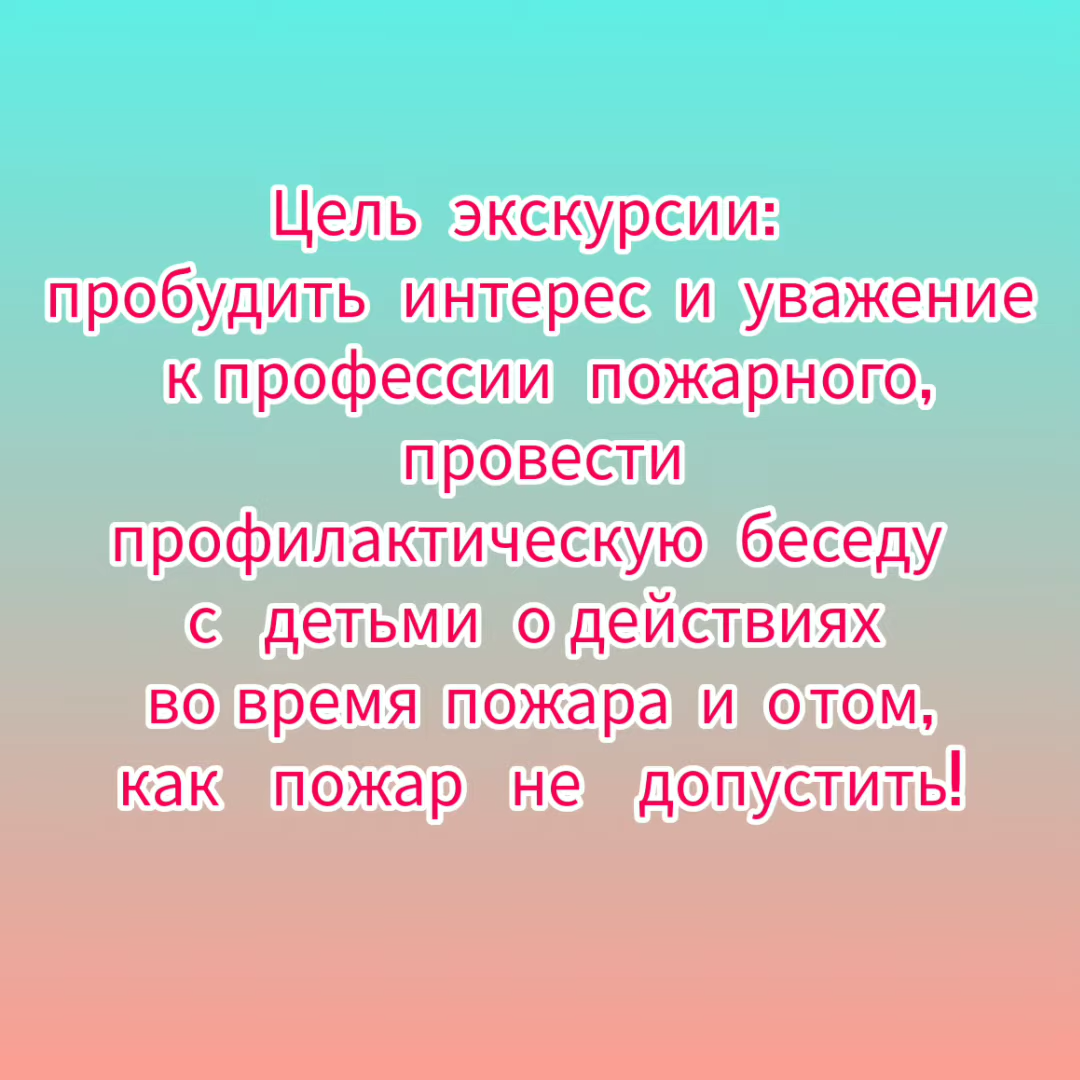 Цель экскурсии:
пробудить интерес и уважение
к профессии пожарного,
провести
профилактическую беседу
с детьми о действиях
во время пожара и отом,
как пожар не допустить!